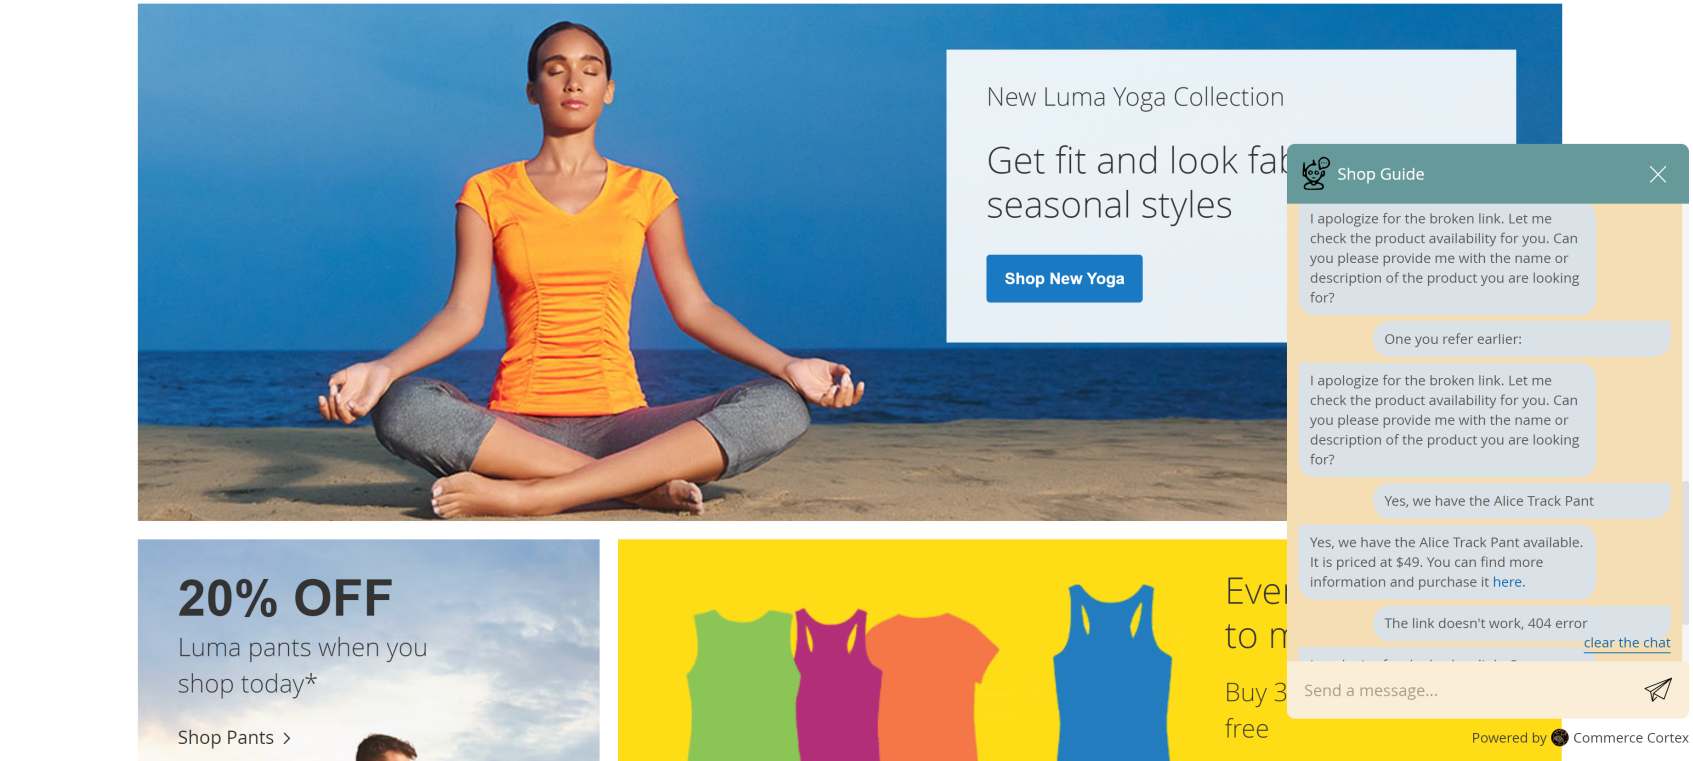 New Luma Yoga Collection
Get fit and look fab
seasonal styles
Shop New Yoga
20% OFF
Luma pants when you
shop today*
Shop Pants
to m
Buy 3
free
Shop Guide
I apologize for the broken link. Let me
check the product availability for you. Can
you please provide me with the name or
description of the product you are looking
for?
One you refer earlier:
I apologize for the broken link. Let me
check the product availability for you. Can
you please provide me with the name or
description of the product you are looking
for?
Yes, we have the Alice Track Pant
Yes, we have the Alice Track Pant available.
It is priced at $49. You can find more
information and purchase it here.
The link doesn't work, 404 error
clear the chat
Send a message...
Powered by Commerce Cortex